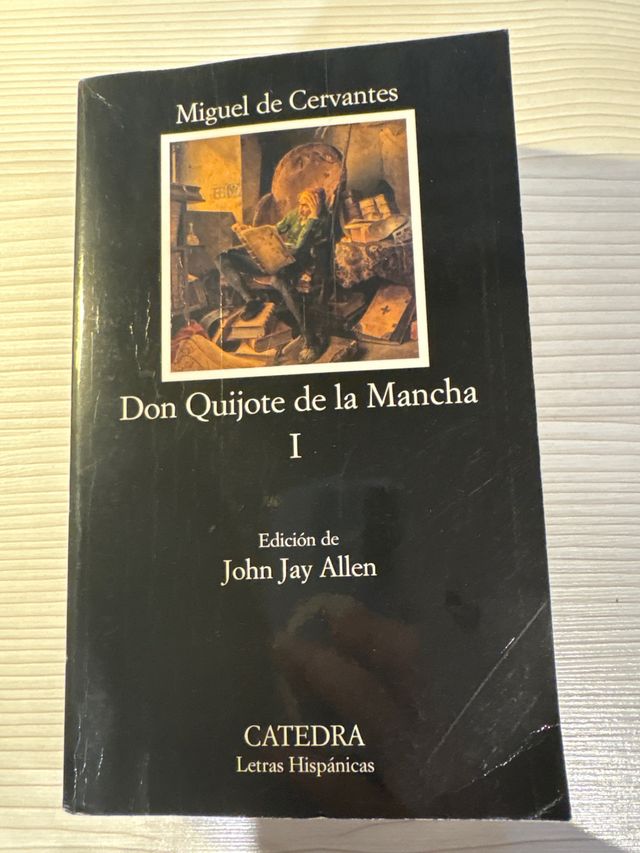 Miguel de Cervantes
Don Quijote de la Mancha
I
Edición de
John Jay Allen
CATEDRA
Letras Hispánicas